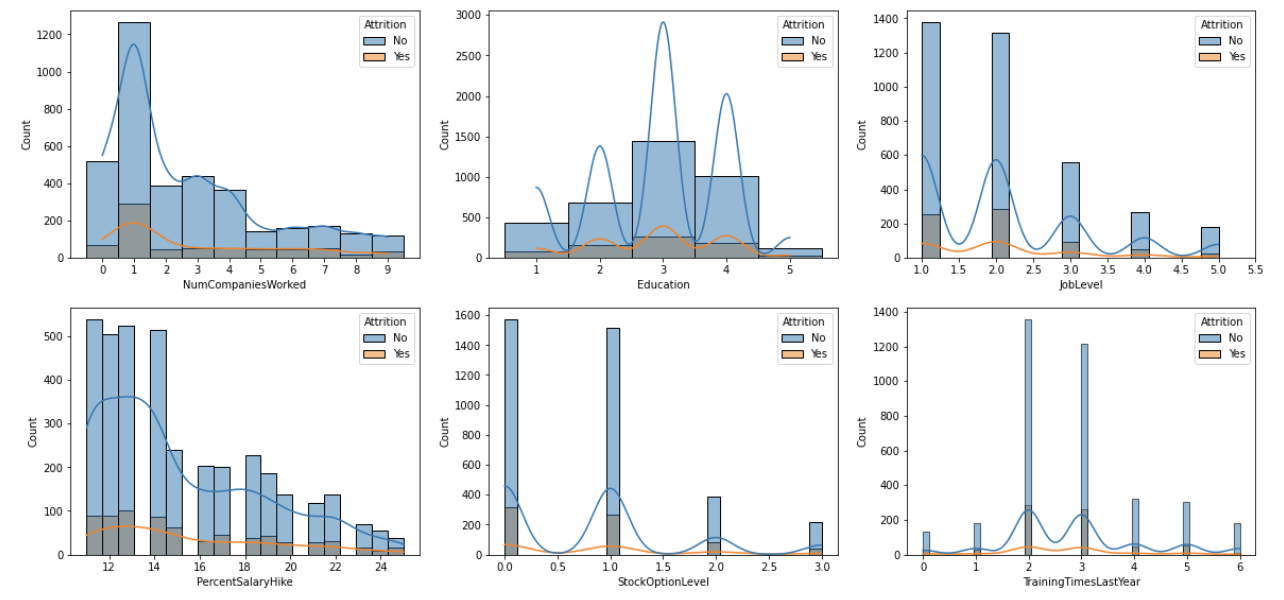 Attrition
No
Yes
Count
1200
1000
800
600
400
200
0
0 1 2 3 4 5 6 7 8 9
NumCompaniesWorked
Attrition
No
Yes
Count
3000
2500
2000
1500
1000
500
0
1 2 3 4 5
Education
Attrition
No
Yes
Count
1400
1200
1000
800
600
400
200
0
1.0 1.5 2.0 2.5 3.0 3.5 4.0 4.5 5.0 5.5
JobLevel
Attrition
No
Yes
Count
500
400
300
200
100
0
12 14 16 18 20 22 24
PercentSalaryHike
Attrition
No
Yes
Count
1600
1400
1200
1000
800
600
400
200
0
0.0 0.5 1.0 1.5 2.0 2.5 3.0
StockOptionLevel
Attrition
No
Yes
Count
1400
1200
1000
800
600
400
200
0
0 1 2 3 4 5 6
TrainingTimesLastYear